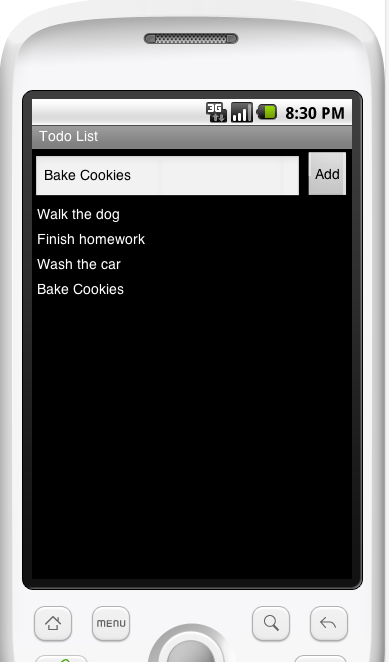 3G 8:30 PM
Todo List
Bake Cookies Add
Walk the dog
Finish homework
Wash the car
Bake Cookies
MENU